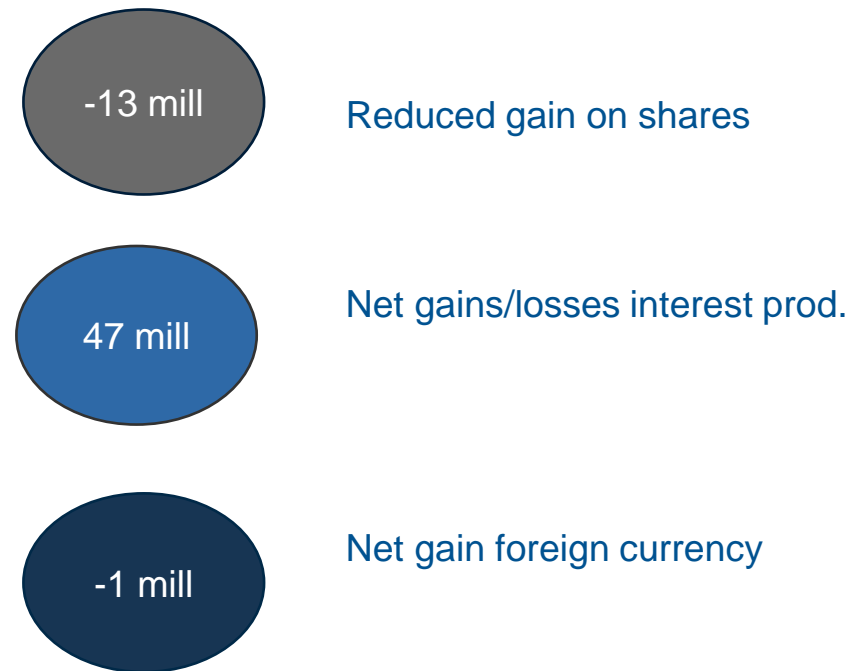 -13 mill
Reduced gain on shares
47 mill
Net gains/losses interest prod.
-1 mill
Net gain foreign currency